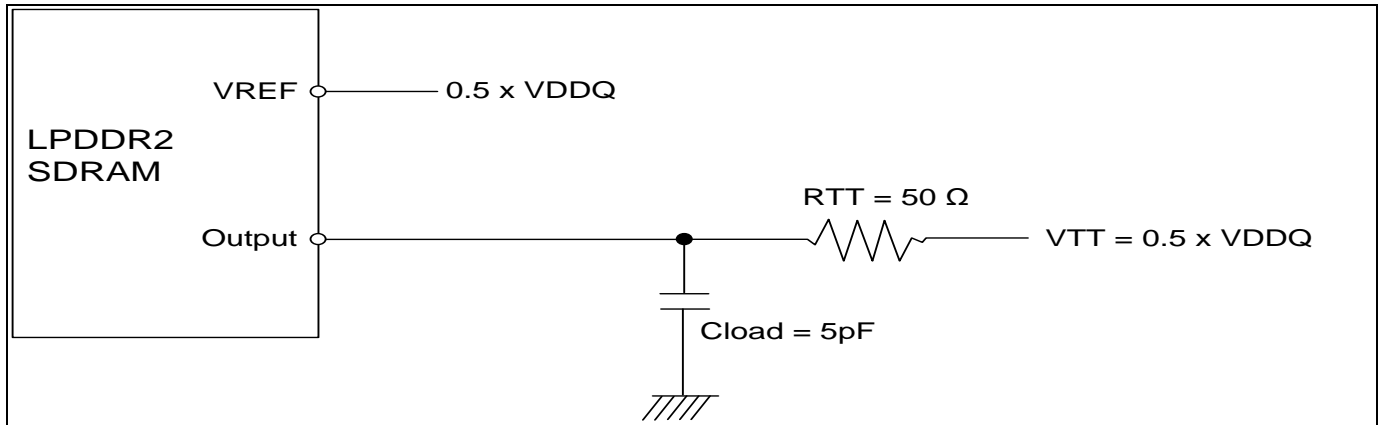 VREF
0.5 x VDDQ
LPDDR2
SDRAM
RTT = 50 Ω
Output
VTT = 0.5 x VDDQ
Cload = 5pF